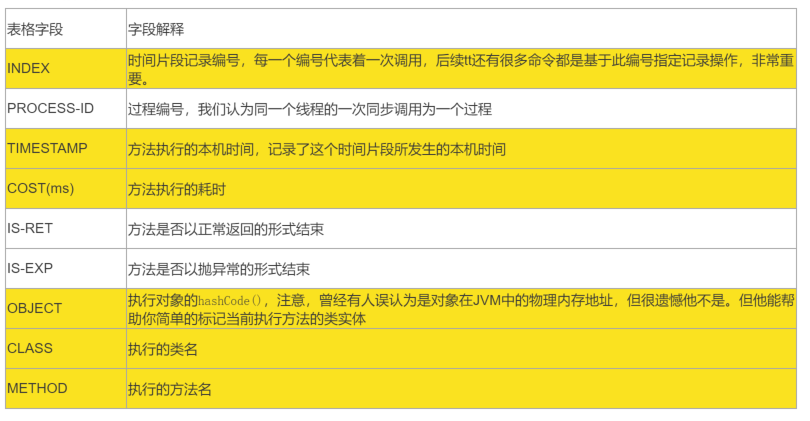 表格字段 字段解释
INDEX 时间片段记录编号，每一个编号代表着一次调用，后续tt还有很多命令都是基于此编号指定记录操作，非常重
要。
PROCESS-ID 过程编号，我们认为同一个线程的一次同步调用为一个过程
TIMESTAMP 方法执行的本机时间，记录了这个时间片段所发生的本机时间
COST(ms) 方法执行的耗时
IS-RET 方法是否以正常返回的形式结束
IS-EXP 方法是否以抛异常的形式结束
OBJECT 执行对象的hashCode()，注意，曾经有人误认为是对象在JVM中的物理内存地址，但很遗憾他不是。但他能帮
助你简单的标记当前执行方法的类实体
CLASS 执行的类名
METHOD 执行的方法名